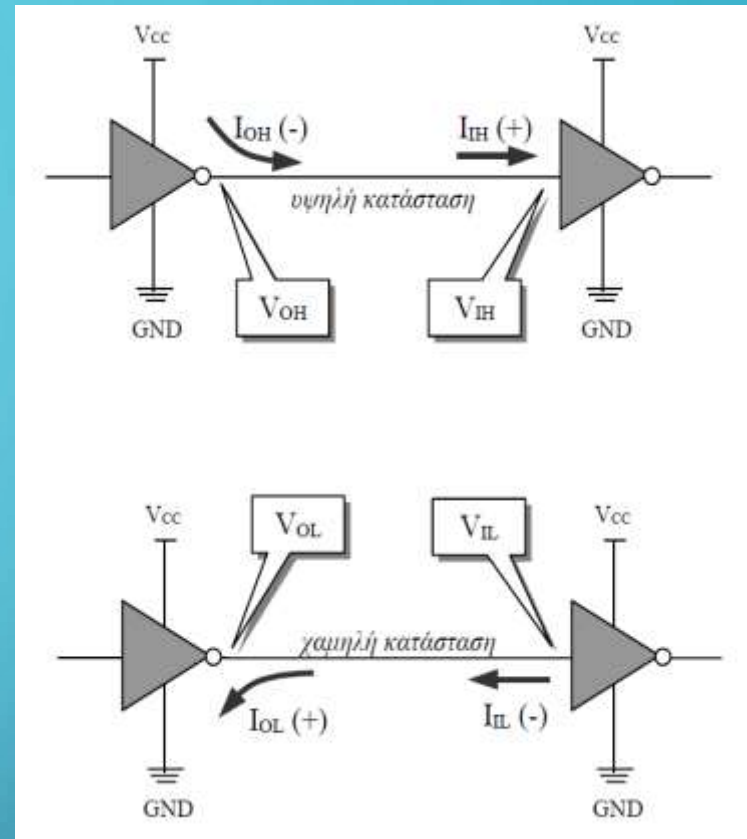 Vcc Vcc
IOH (-) IIH (+)
υψηλή κατάσταση
VOH VIH
GND GND
VOL VIL
Vcc Vcc
χαμηλή κατάσταση
IOL (+) IIL (-)
GND GND